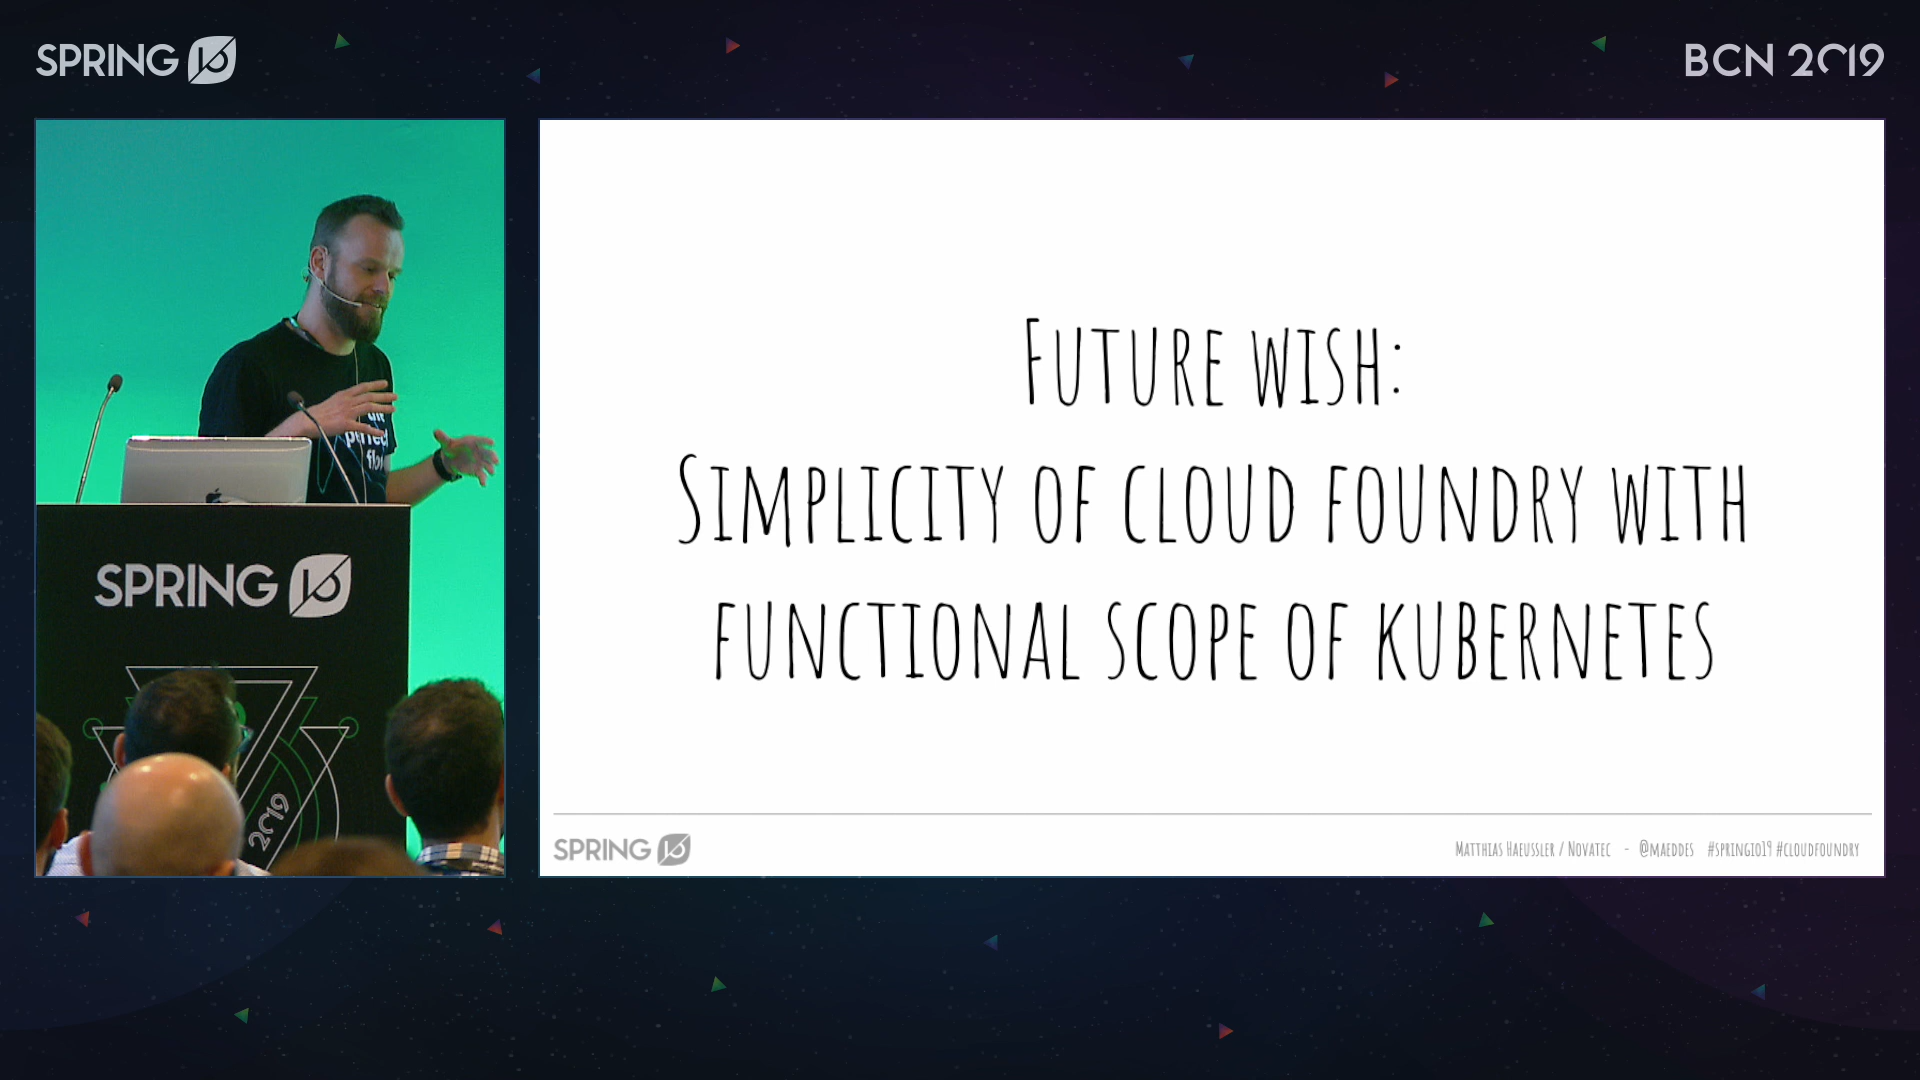 SPRING IO
BCN 2019
Future wish:
Simplicity of cloud foundry with
functional scope of kubernetes
SPRING IO
Matthias Haeussler / Novatec - @maeddes #springio19 #cloudfoundry
perfect
SPRING IO
2019